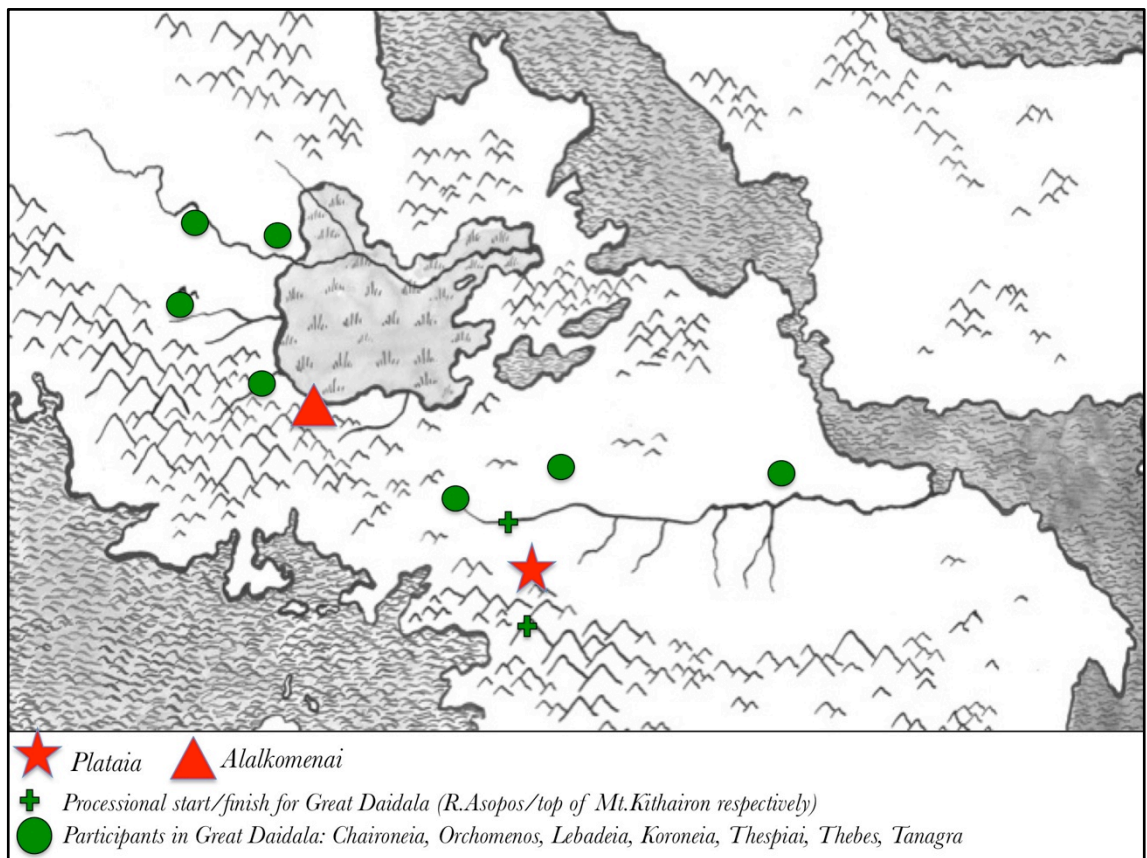 Plataia Alalkomenai
Processional start/finish for Great Daidala (R.Asopos/top of Mt.Kithairon respectively)
Participants in Great Daidala: Chaironeia, Orchomenos, Lebadeia, Koroneia, Thespiai, Thebes, Tanagra